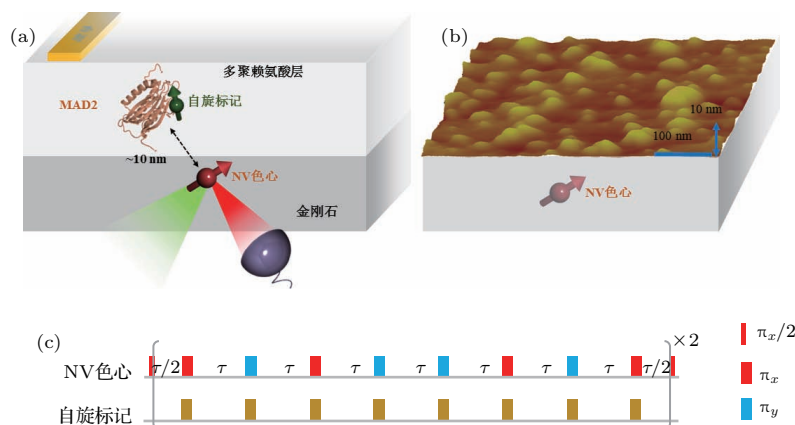 (a)
多聚赖氨酸层
MAD2
自旋标记
~10 nm
NV色心
金刚石
(b)
10 nm
100 nm
NV色心
(c)
×2
NV色心 τ/2 τ τ τ τ τ τ τ τ/2
自旋标记
π_x/2
π_x
π_y